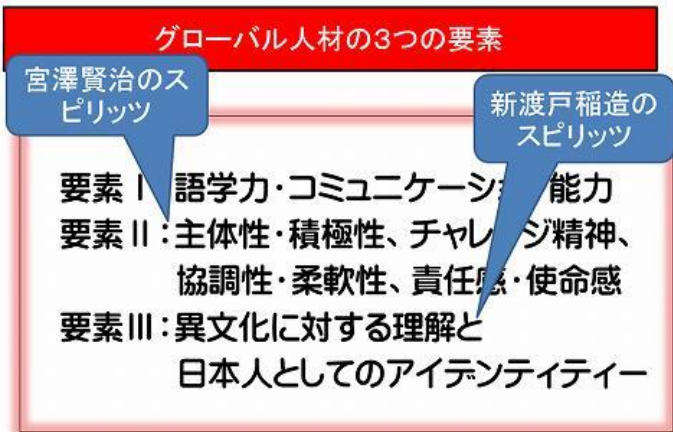 グローバル人材の3つの要素
宮澤賢治のス
ピリッツ
新渡戸稲造の
スピリッツ
要素Ⅰ 語学力・コミュニケーショ 能力
要素Ⅱ：主体性・積極性、チャレンジ精神、
協調性・柔軟性、責任感・使命感
要素Ⅲ：異文化に対する理解と
日本人としてのアイデンティティー